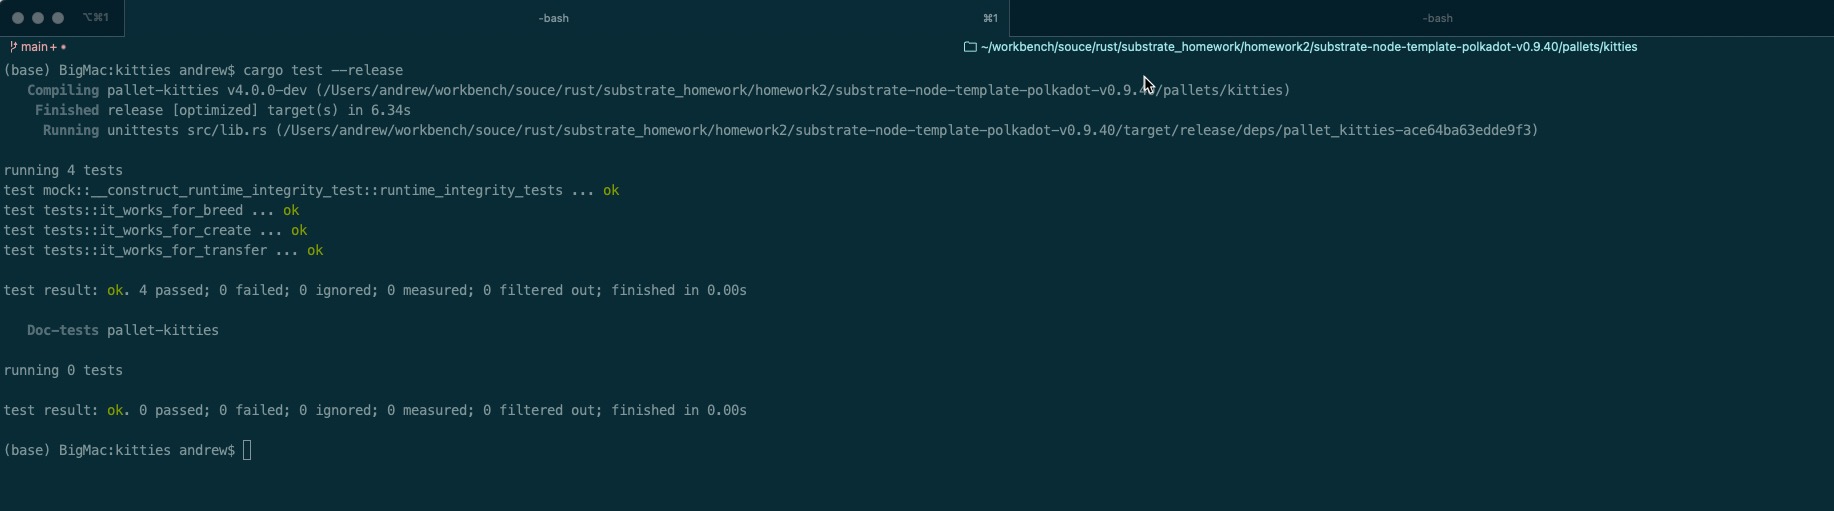 ⌥⌘1 -bash ⌘1 -bash
main+ • ~/workbench/souce/rust/substrate_homework/homework2/substrate-node-template-polkadot-v0.9.40/pallets/kitties
(base) BigMac:kitties andrew$ cargo test --release
Compiling pallet-kitties v4.0.0-dev (/Users/andrew/workbench/souce/rust/substrate_homework/homework2/substrate-node-template-polkadot-v0.9.40/pallets/kitties)
Finished release [optimized] target(s) in 6.34s
Running unittests src/lib.rs (/Users/andrew/workbench/souce/rust/substrate_homework/homework2/substrate-node-template-polkadot-v0.9.40/target/release/deps/pallet_kitties-ace64ba63edde9f3)
running 4 tests
test mock::__construct_runtime_integrity_test::runtime_integrity_tests ... ok
test tests::it_works_for_breed ... ok
test tests::it_works_for_create ... ok
test tests::it_works_for_transfer ... ok
test result: ok. 4 passed; 0 failed; 0 ignored; 0 measured; 0 filtered out; finished in 0.00s
Doc-tests pallet-kitties
running 0 tests
test result: ok. 0 passed; 0 failed; 0 ignored; 0 measured; 0 filtered out; finished in 0.00s
(base) BigMac:kitties andrew$